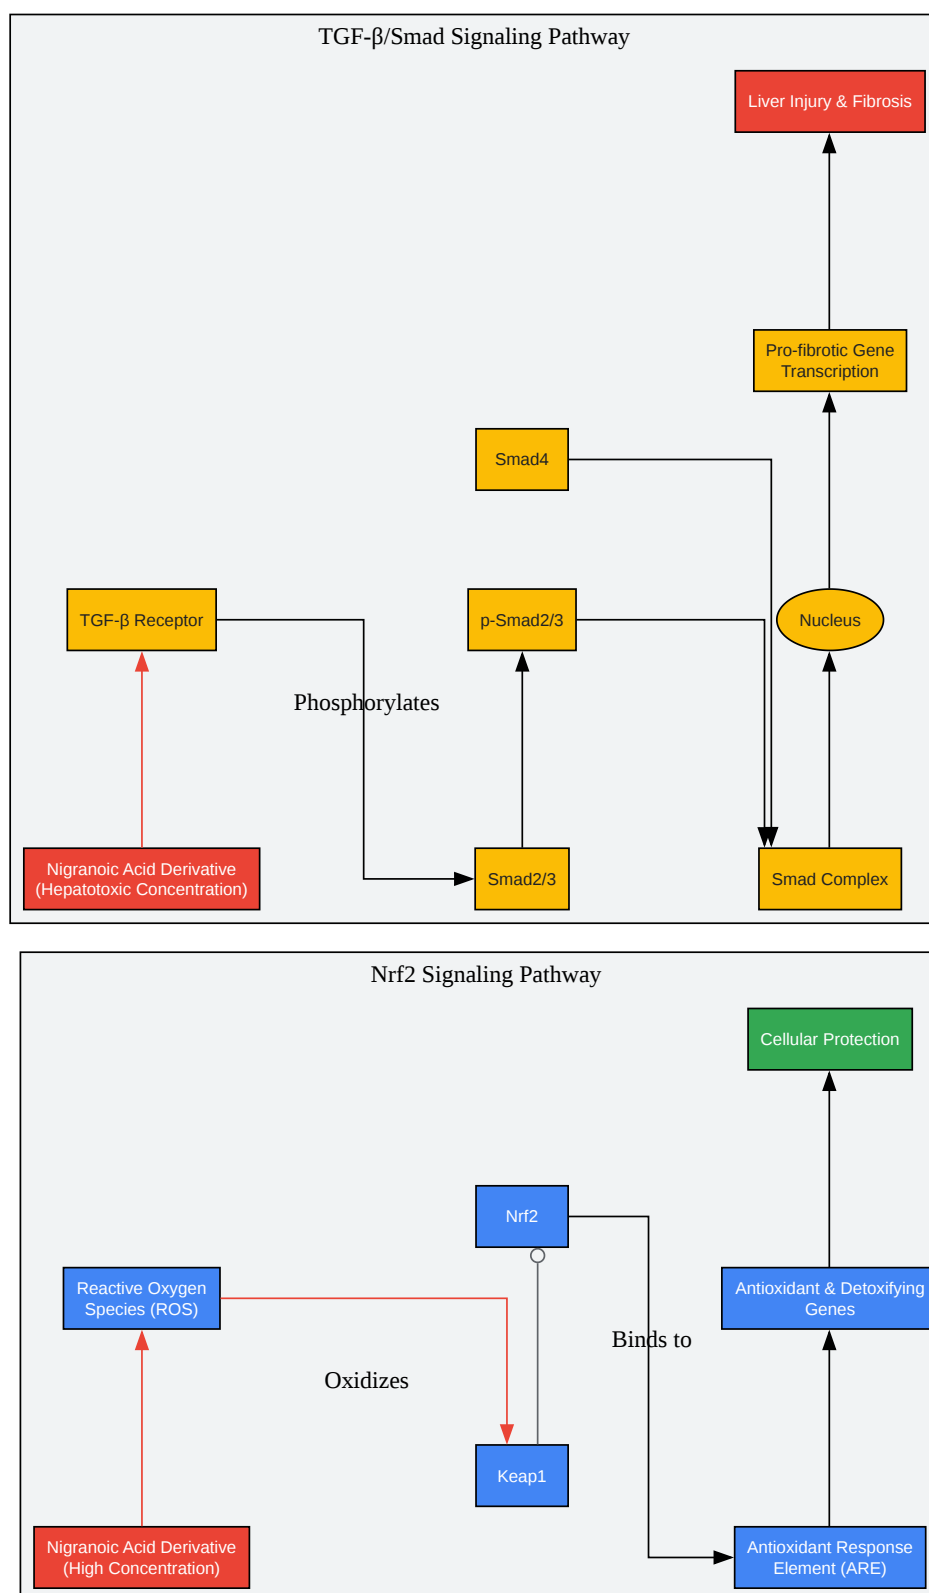 TGF-β/Smad Signaling Pathway
Liver Injury & Fibrosis
Pro-fibrotic Gene
Transcription
Smad4
TGF-β Receptor
p-Smad2/3
Nucleus
Phosphorylates
Nigranoic Acid Derivative
(Hepatotoxic Concentration)
Smad2/3
Smad Complex
Nrf2 Signaling Pathway
Cellular Protection
Nrf2
Reactive Oxygen
Species (ROS)
Antioxidant & Detoxifying
Genes
Binds to
Oxidizes
Keap1
Nigranoic Acid Derivative
(High Concentration)
Antioxidant Response
Element (ARE)